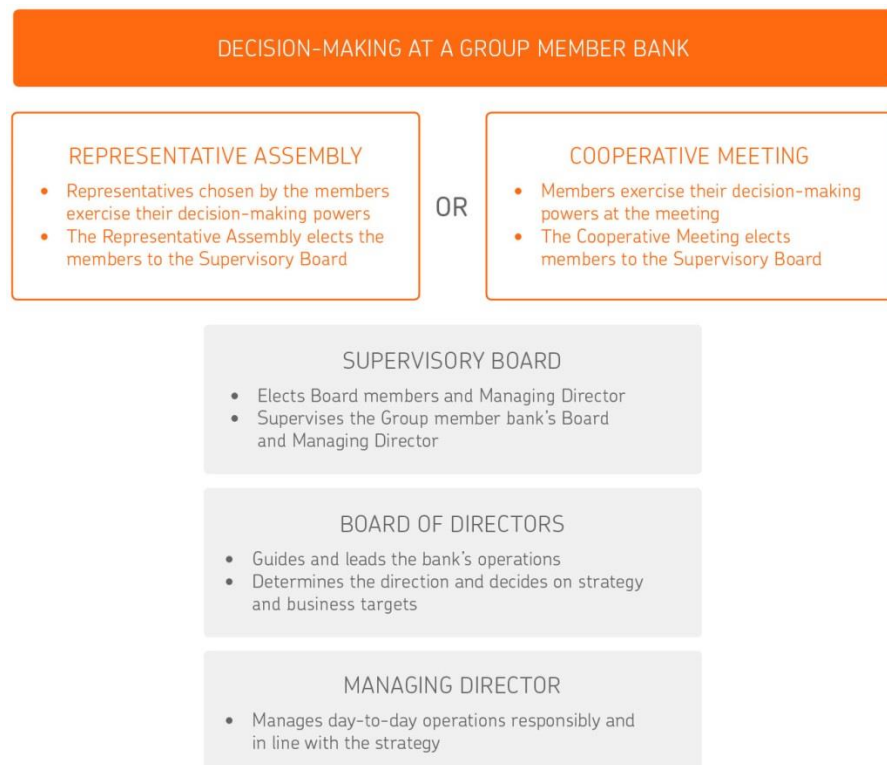 DECISION-MAKING AT A GROUP MEMBER BANK
REPRESENTATIVE ASSEMBLY
• Representatives chosen by the members
exercise their decision-making powers
• The Representative Assembly elects the
members to the Supervisory Board
OR
COOPERATIVE MEETING
• Members exercise their decision-making
powers at the meeting
• The Cooperative Meeting elects
members to the Supervisory Board
SUPERVISORY BOARD
• Elects Board members and Managing Director
• Supervises the Group member bank's Board
and Managing Director
BOARD OF DIRECTORS
• Guides and leads the bank's operations
• Determines the direction and decides on strategy
and business targets
MANAGING DIRECTOR
• Manages day-to-day operations responsibly and
in line with the strategy